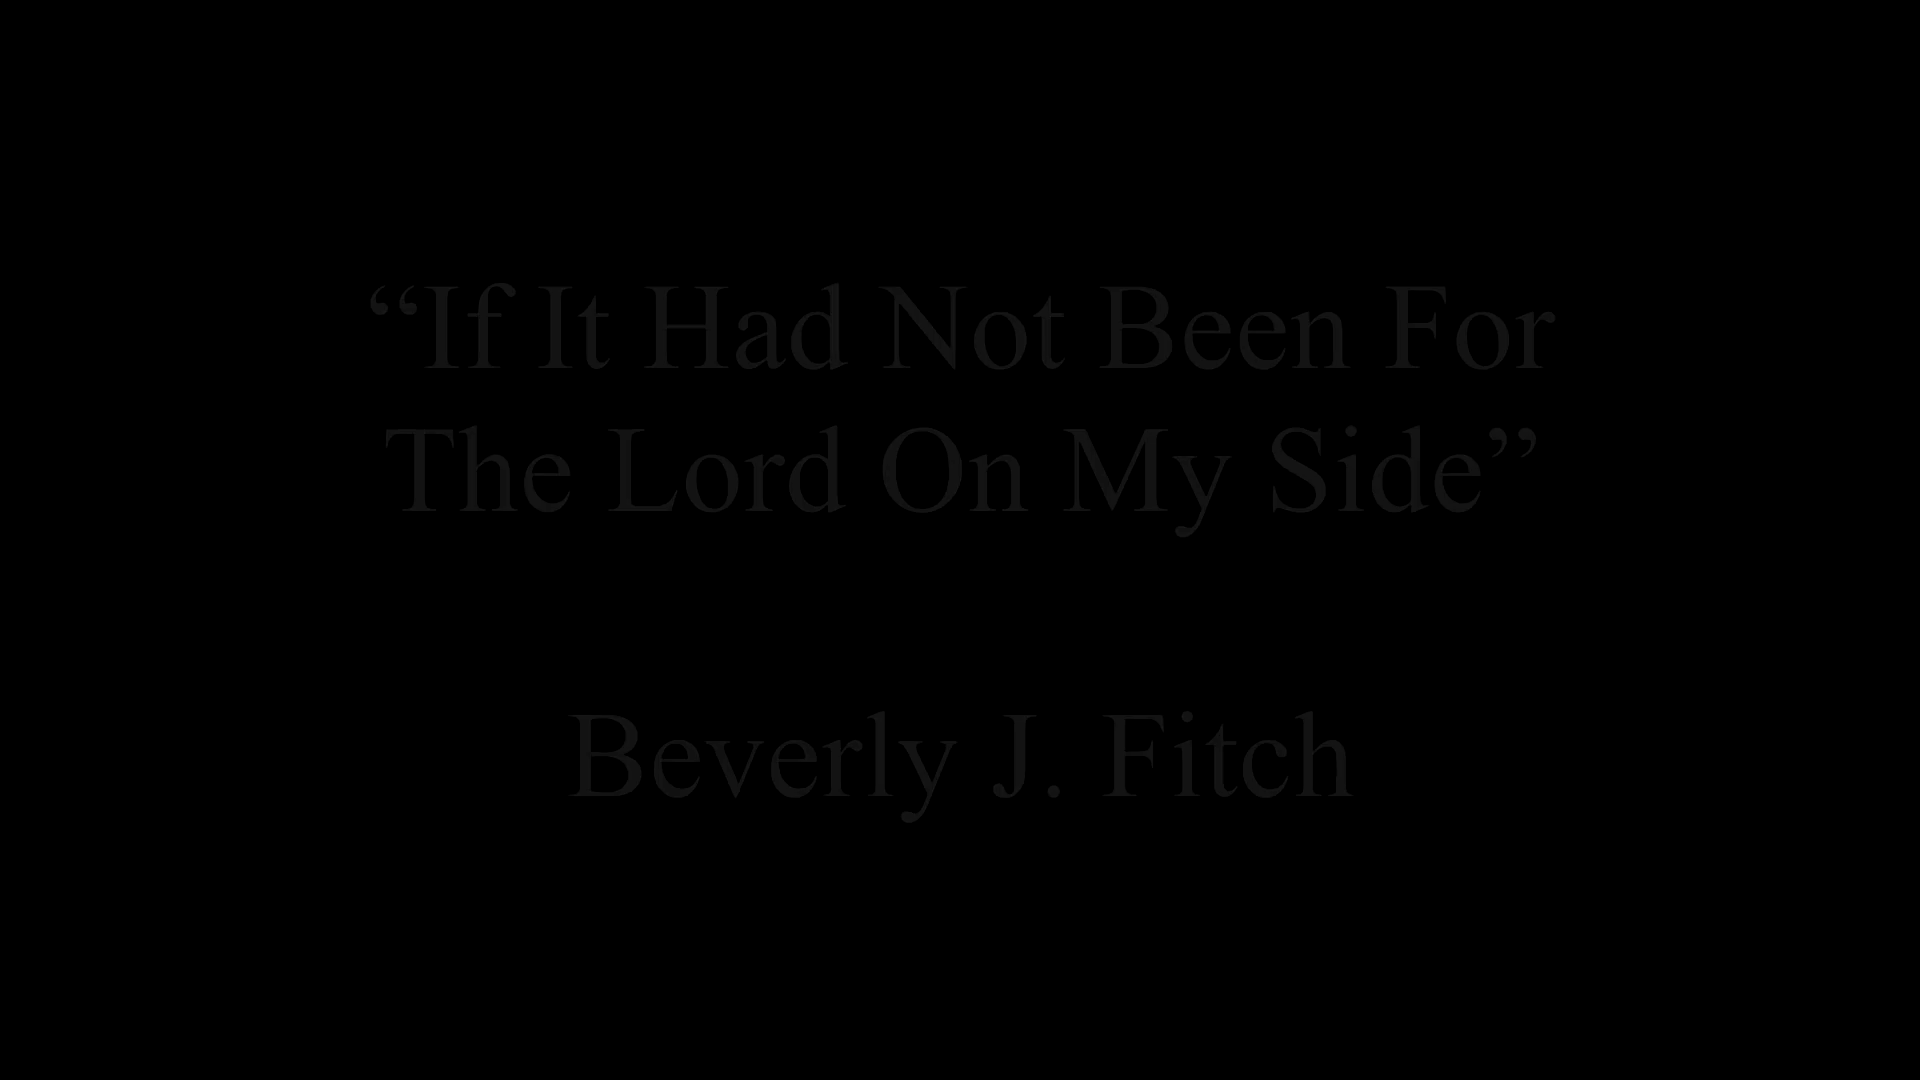 “If It Had Not Been For
The Lord On My Side”
Beverly J. Fitch